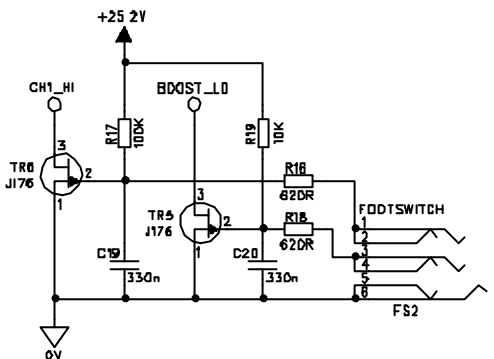 +25 2V
CH1_HI
BOOST_LO
R17
100K
R19
10K
3
TR6
J176
2
1
R16
620R
3
TR5
J176
2
1
R18
620R
FOOTSWITCH
1
2
3
4
5
6
C19
330n
C20
330n
FS2
0V